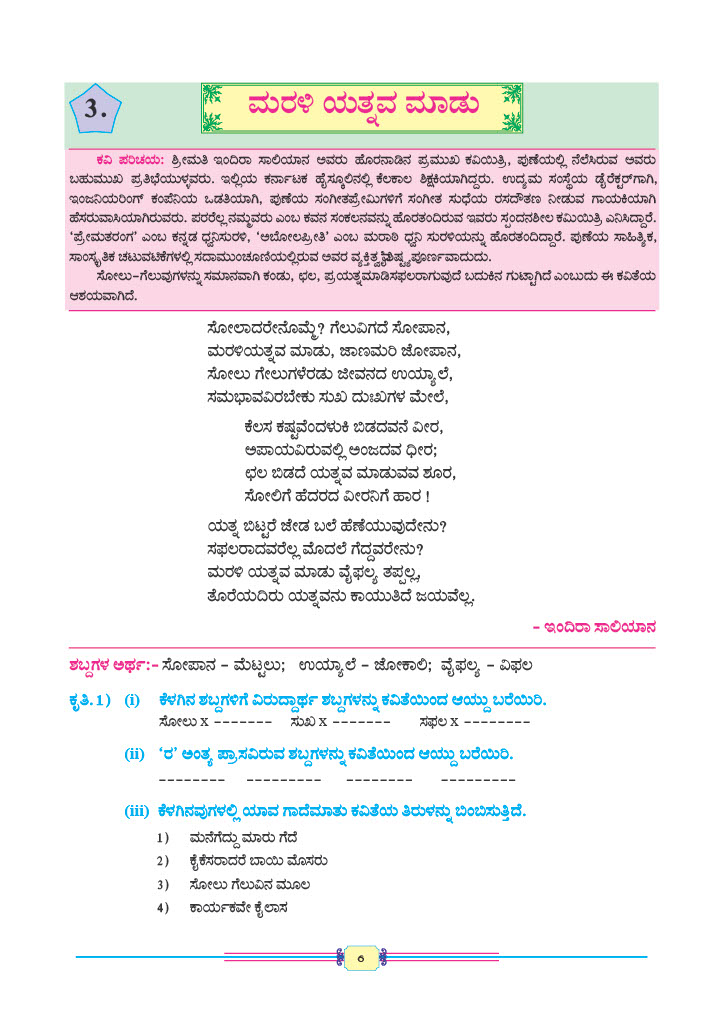 3.
ಮರಳಿ ಯತ್ನವ ಮಾಡು
ಕವಿ ಪರಿಚಯ: ಶ್ರೀಮತಿ ಇಂದಿರಾ ಸಾಲಿಯಾನ ಅವರು ಹೊರನಾಡಿನ ಪ್ರಮುಖ ಕವಿಯಿತ್ರಿ, ಪುಣೆಯಲ್ಲಿ ನೆಲೆಸಿರುವ ಅವರು
ಬಹುಮುಖ ಪ್ರತಿಭೆಯುಳ್ಳವರು. ಇಲ್ಲಿಯ ಕರ್ನಾಟಕ ಹೈಸ್ಕೂಲಿನಲ್ಲಿ ಕೆಲಕಾಲ ಶಿಕ್ಷಕಿಯಾಗಿದ್ದರು. ಉದ್ಯಮ ಸಂಸ್ಥೆಯ ಡೈರೆಕ್ಟರ್‌ಗಾಗಿ,
ಇಂಜನಿಯರಿಂಗ್ ಕಂಪೆನಿಯ ಒಡತಿಯಾಗಿ, ಪುಣೆಯ ಸಂಗೀತಪ್ರೇಮಿಗಳಿಗೆ ಸಂಗೀತ ಸುಧೆಯ ರಸದೌತಣ ನೀಡುವ ಗಾಯಕಿಯಾಗಿ
ಹೆಸರುವಾಸಿಯಾಗಿರುವರು. ಪರರೆಲ್ಲ ನಮ್ಮವರು ಎಂಬ ಕವನ ಸಂಕಲನವನ್ನು ಹೊರತಂದಿರುವ ಇವರು ಸ್ಪಂದನಶೀಲ ಕಮಿಯಿತ್ರಿ ಎನಿಸಿದ್ದಾರೆ.
‘ಪ್ರೇಮತರಂಗ’ ಎಂಬ ಕನ್ನಡ ಧ್ವನಿಸುರಳಿ, ‘ಅಬೋಲಪ್ರೀತಿ’ ಎಂಬ ಮರಾಠಿ ಧ್ವನಿ ಸುರಳಿಯನ್ನು ಹೊರತಂದಿದ್ದಾರೆ. ಪುಣೆಯ ಸಾಹಿತ್ಯಿಕ,
ಸಾಂಸ್ಕೃತಿಕ ಚಟುವಟಿಕೆಗಳಲ್ಲಿ ಸದಾಮುಂಚೂಣಿಯಲ್ಲಿರುವ ಅವರ
ಸೋಲು–ಗೆಲುವುಗಳನ್ನು ಸಮಾನವಾಗಿ ಕಂಡು, ಛಲ, ಪ್ರಯತ್ನಮಾಡಿಸಫಲರಾಗುವುದೆ ಬದುಕಿನ ಗುಟ್ಟಾಗಿದೆ ಎಂಬುದು ಈ ಕವಿತೆಯ
ಆಶಯವಾಗಿದೆ.
ಸೋಲಾದರೇನೊಮ್ಮೆ? ಗೆಲುವಿಗದೆ ಸೋಪಾನ,
ಮರಳಿಯತ್ನವ ಮಾಡು, ಜಾಣಮರಿ ಜೋಪಾನ,
ಸೋಲು ಗೇಲುಗಳೆರಡು ಜೀವನದ ಉಯ್ಯಾಲೆ,
ಸಮಭಾವವಿರಬೇಕು ಸುಖ ದುಃಖಗಳ ಮೇಲೆ,
ಕೆಲಸ ಕಷ್ಟವೆಂದಳುಕಿ ಬಿಡದವನೆ ವೀರ,
ಅಪಾಯವಿರುವಲ್ಲಿ ಅಂಜದವ ಧೀರ;
ಛಲ ಬಿಡದೆ ಯತ್ನವ ಮಾಡುವವ ಶೂರ,
ಸೋಲಿಗೆ ಹೆದರದ ವೀರನಿಗೆ ಹಾರ !
ಯತ್ನ ಬಿಟ್ಟರೆ ಜೇಡ ಬಲೆ ಹೆಣೆಯುವುದೇನು?
ಸಫಲರಾದವರೆಲ್ಲ ಮೊದಲೆ ಗೆದ್ದವರೇನು?
ಮರಳಿ ಯತ್ನವ ಮಾಡು ವೈಫಲ್ಯ ತಪ್ಪಲ್ಲ,
ತೊರೆಯದಿರು ಯತ್ನವನು ಕಾಯುತಿದೆ ಜಯವೆಲ್ಲ.
– ಇಂದಿರಾ ಸಾಲಿಯಾನ
ಶಬ್ದಗಳ ಅರ್ಥ:– ಸೋಪಾನ – ಮೆಟ್ಟಲು; ಉಯ್ಯಾಲೆ – ಜೋಕಾಲಿ; ವೈಫಲ್ಯ – ವಿಫಲ
ಕೃತಿ. 1) (i) ಕೆಳಗಿನ ಶಬ್ದಗಳಿಗೆ ವಿರುದ್ದಾರ್ಥ ಶಬ್ದಗಳನ್ನು ಕವಿತೆಯಿಂದ ಆಯ್ದು ಬರೆಯಿರಿ.
ಸೋಲು x ------- ಸುಖ x ------- ಸಫಲ x --------
(ii) ‘ರ’ ಅಂತ್ಯ ಪ್ರಾಸವಿರುವ ಶಬ್ದಗಳನ್ನು ಕವಿತೆಯಿಂದ ಆಯ್ದು ಬರೆಯಿರಿ.
-------- --------- -------- ---------
(iii) ಕೆಳಗಿನವುಗಳಲ್ಲಿ ಯಾವ ಗಾದೆಮಾತು ಕವಿತೆಯ ತಿರುಳನ್ನು ಬಿಂಬಿಸುತ್ತಿದೆ.
1) ಮನೆಗೆದ್ದು ಮಾರು ಗೆದೆ
2) ಕೈಕೆಸರಾದರೆ ಬಾಯಿ ಮೊಸರು
3) ಸೋಲು ಗೆಲುವಿನ ಮೂಲ
4) ಕಾರ್ಯಕವೇ ಕೈಲಾಸ
೬